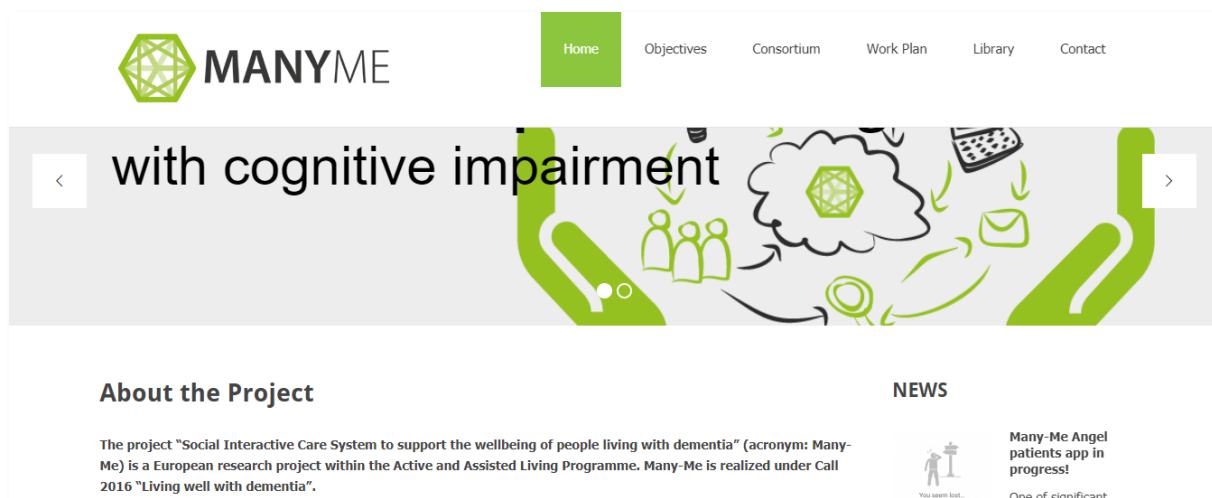 MANYME
Home Objectives Consortium Work Plan Library Contact
with cognitive impairment
About the Project
The project “Social Interactive Care System to support the wellbeing of people living with dementia” (acronym: Many-
Me) is a European research project within the Active and Assisted Living Programme. Many-Me is realized under Call
2016 “Living well with dementia”.
NEWS
You seem lost..
Many-Me Angel
patients app in
progress!
One of significant